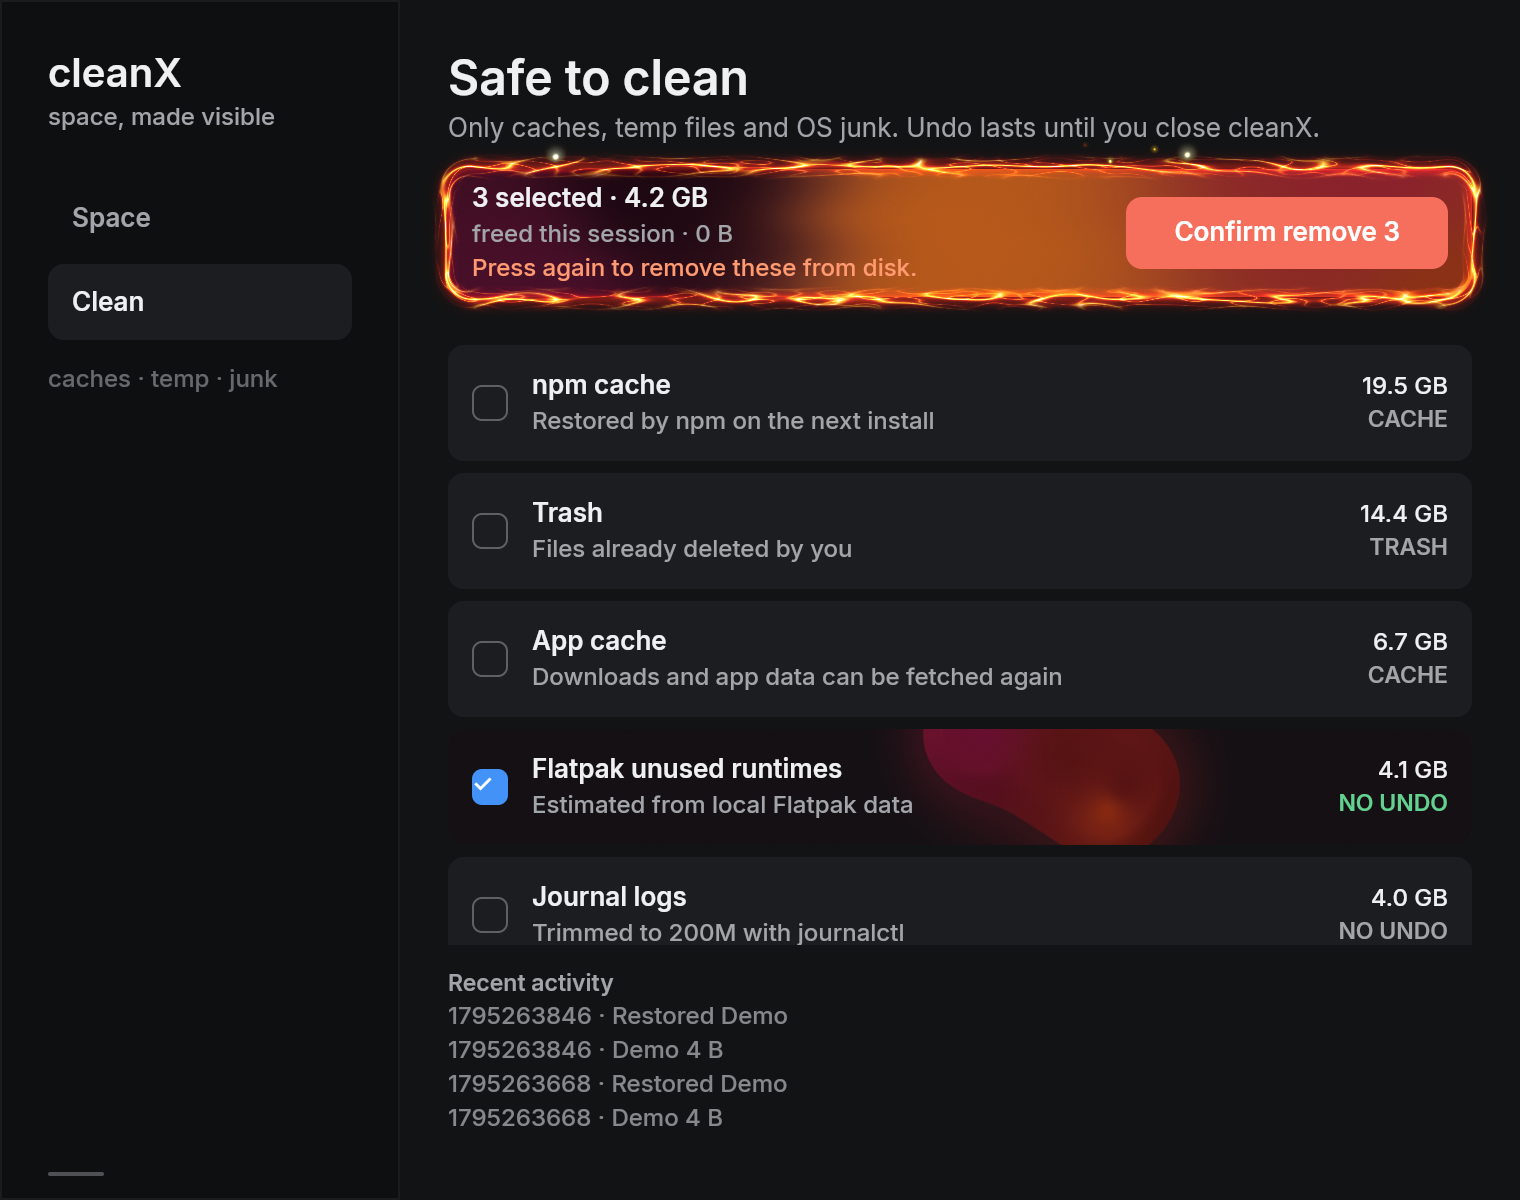 cleanX
space, made visible
Space
Clean
caches · temp · junk
Safe to clean
Only caches, temp files and OS junk. Undo lasts until you close cleanX.
3 selected · 4.2 GB
freed this session · 0 B
Press again to remove these from disk.
Confirm remove 3
npm cache
19.5 GB
Restored by npm on the next install
CACHE
Trash
14.4 GB
Files already deleted by you
TRASH
App cache
6.7 GB
Downloads and app data can be fetched again
CACHE
Flatpak unused runtimes
4.1 GB
Estimated from local Flatpak data
NO UNDO
Journal logs
4.0 GB
Trimmed to 200M with journalctl
NO UNDO
Recent activity
1795263846 · Restored Demo
1795263846 · Demo 4 B
1795263668 · Restored Demo
1795263668 · Demo 4 B